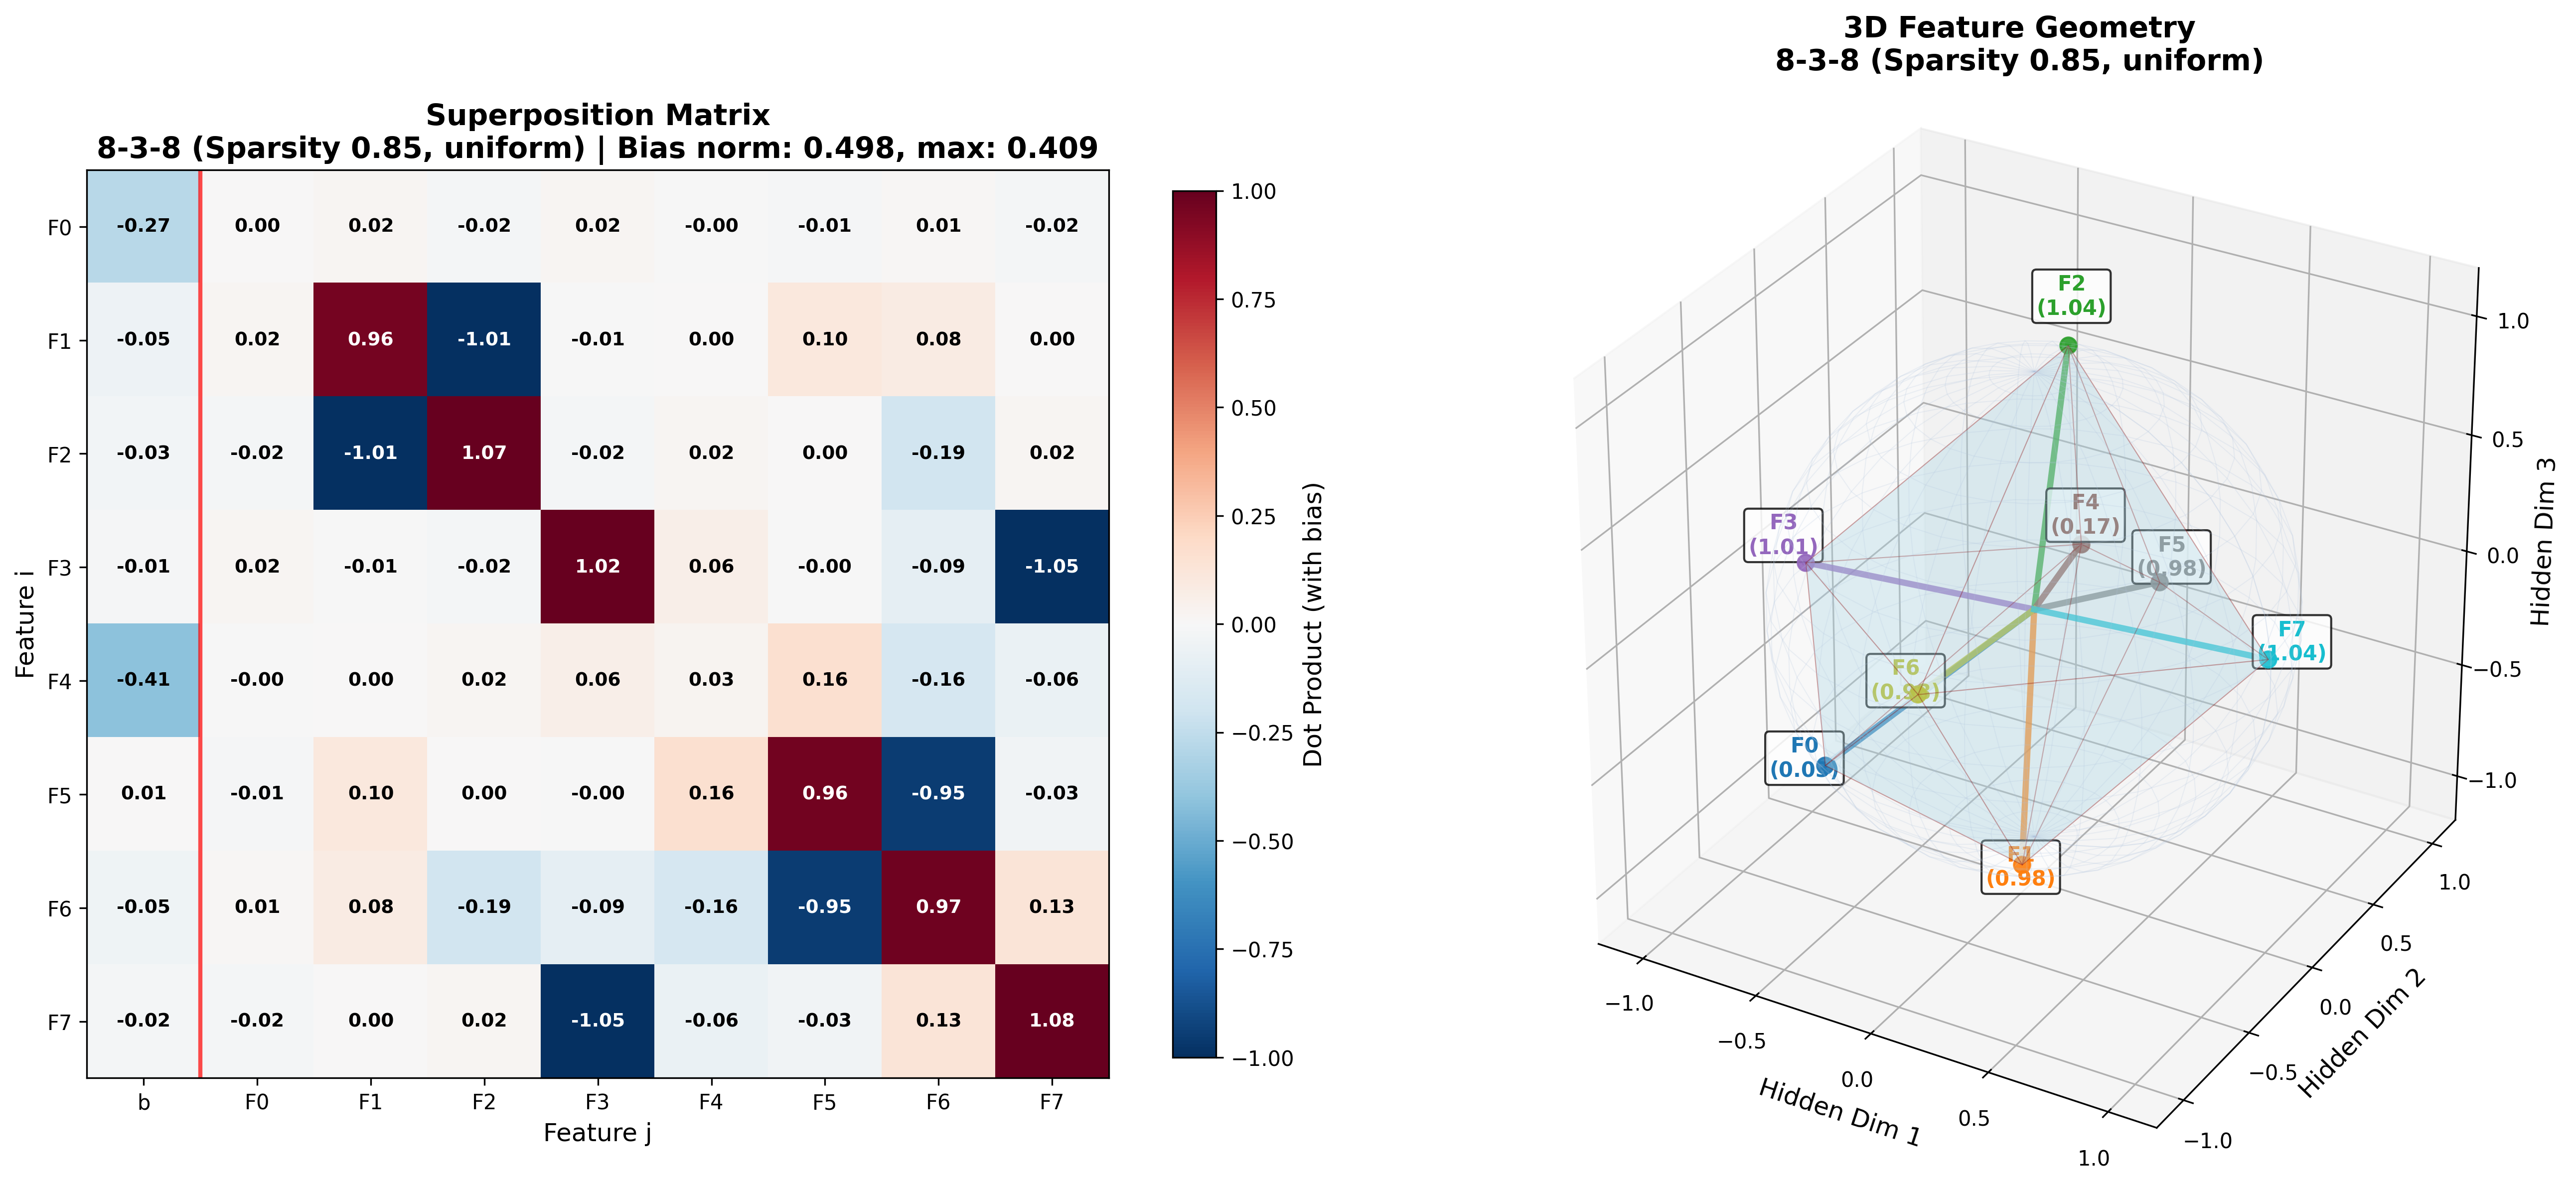 Superposition Matrix
8-3-8 (Sparsity 0.85, uniform) | Bias norm: 0.498, max: 0.409
F0 -0.27 0.00 0.02 -0.02 0.02 -0.00 -0.01 0.01 -0.02
F1 -0.05 0.02 0.96 -1.01 -0.01 0.00 0.10 0.08 0.00
F2 -0.03 -0.02 -1.01 1.07 -0.02 0.02 0.00 -0.19 0.02
F3 -0.01 0.02 -0.01 -0.02 1.02 0.06 -0.00 -0.09 -1.05
F4 -0.41 -0.00 0.00 0.02 0.06 0.03 0.16 -0.16 -0.06
F5 0.01 -0.01 0.10 0.00 -0.00 0.16 0.96 -0.95 -0.03
F6 -0.05 0.01 0.08 -0.19 -0.09 -0.16 -0.95 0.97 0.13
F7 -0.02 -0.02 0.00 0.02 -1.05 -0.06 -0.03 0.13 1.08
b F0 F1 F2 F3 F4 F5 F6 F7
Feature j
Feature i
1.00
0.75
0.50
0.25
0.00
−0.25
−0.50
−0.75
−1.00
Dot Product (with bias)
3D Feature Geometry
8-3-8 (Sparsity 0.85, uniform)
F2
(1.04)
F4
(0.17)
F3
(1.01)
F5
(0.98)
F7
(1.04)
F6
F0
F1
(0.98)
1.0
0.5
0.0
−0.5
−1.0
Hidden Dim 3
−1.0
−0.5
0.0
0.5
1.0
Hidden Dim 1
1.0
0.5
0.0
−0.5
−1.0
Hidden Dim 2